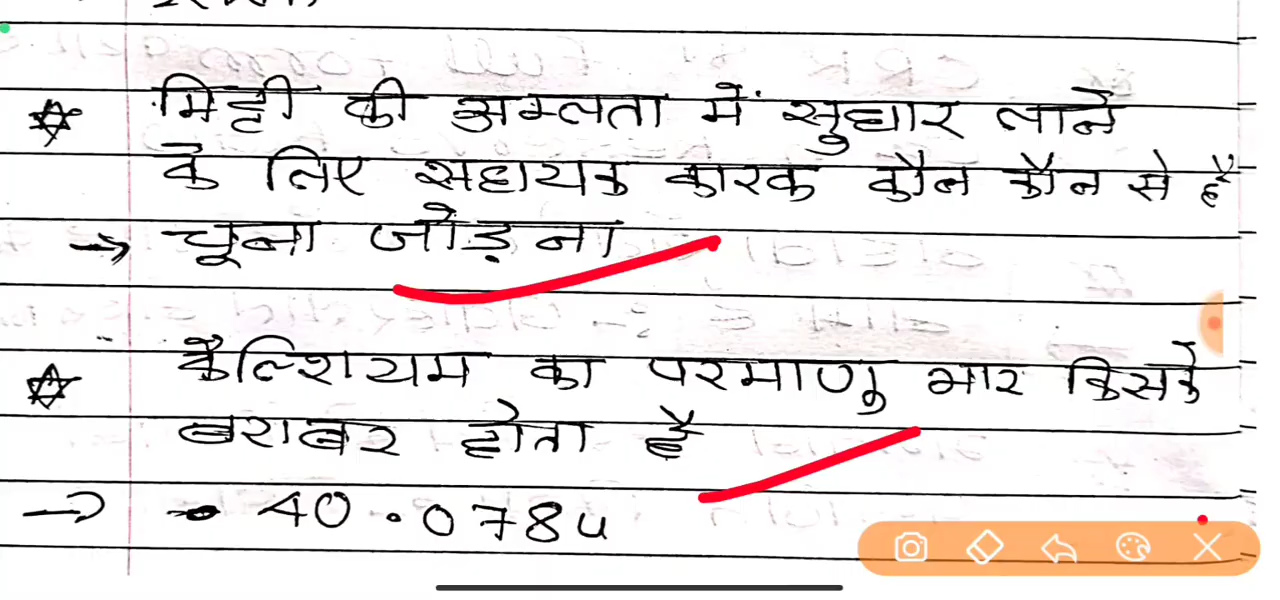 ☆ मिट्टी की अम्लता में सुधार लाने
के लिए सहायक कारक कौन कौन से है
→ चूना जोड़ना
☆ कैल्शियम का परमाणु भार किसके
बराबर होता है
→ 40.078u